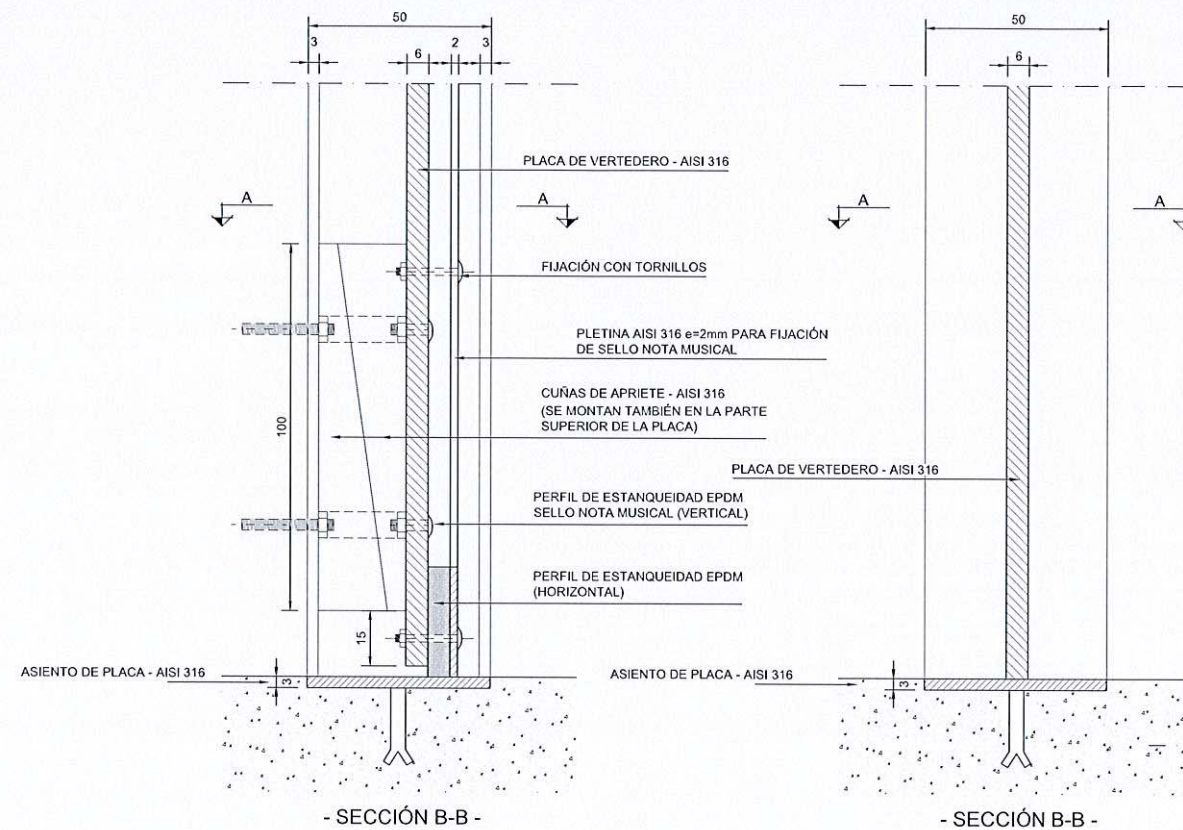 50
3
6
2
3
50
6
PLACA DE VERTEDERO - AISI 316
A
A
A
A
FIJACIÓN CON TORNILLOS
PLETINA AISI 316 e=2mm PARA FIJACIÓN
DE SELLO NOTA MUSICAL
CUÑAS DE APRIETE - AISI 316
(SE MONTAN TAMBIÉN EN LA PARTE
SUPERIOR DE LA PLACA)
100
PLACA DE VERTEDERO - AISI 316
PERFIL DE ESTANQUEIDAD EPDM
SELLO NOTA MUSICAL (VERTICAL)
PERFIL DE ESTANQUEIDAD EPDM
(HORIZONTAL)
15
ASIENTO DE PLACA - AISI 316
3
ASIENTO DE PLACA - AISI 316
3
- SECCIÓN B-B -
- SECCIÓN B-B -